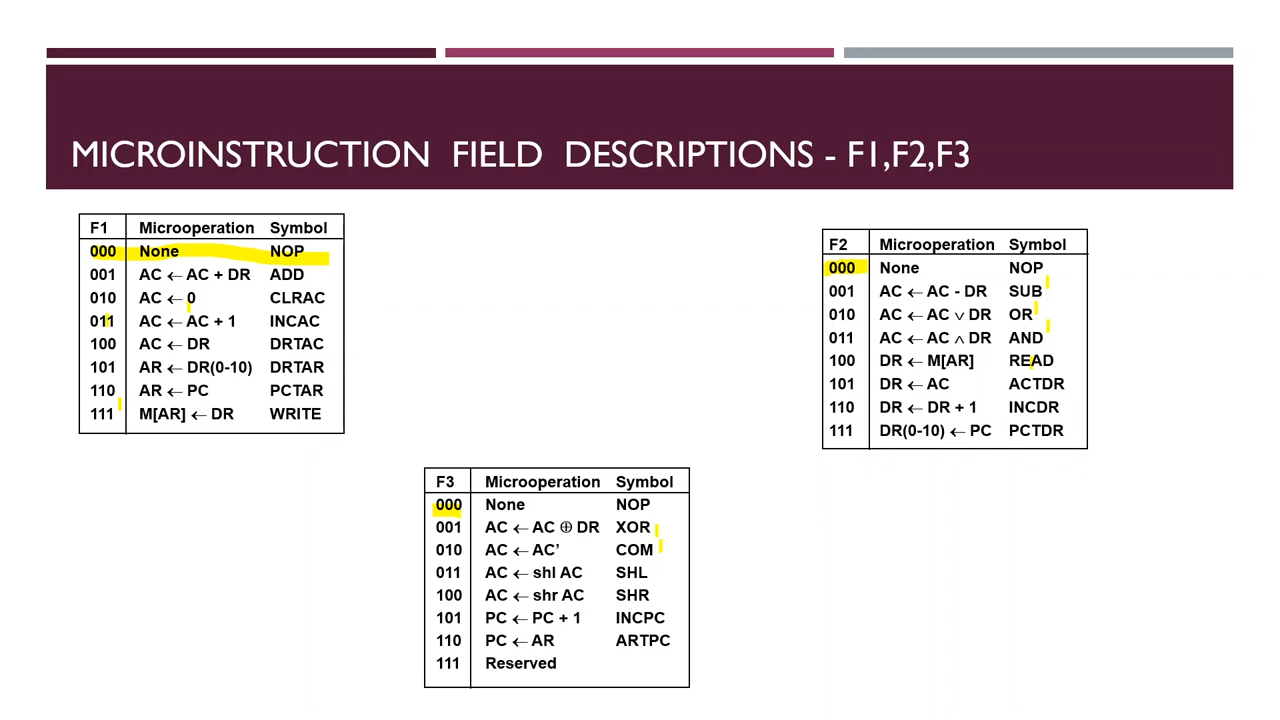 MICROINSTRUCTION FIELD DESCRIPTIONS - F1,F2,F3
F1 Microoperation Symbol
000 None NOP
001 AC ← AC + DR ADD
010 AC ← 0 CLRAC
011 AC ← AC + 1 INCAC
100 AC ← DR DRTAC
101 AR ← DR(0-10) DRTAR
110 AR ← PC PCTAR
111 M[AR] ← DR WRITE
F2 Microoperation Symbol
000 None NOP
001 AC ← AC - DR SUB
010 AC ← AC ∨ DR OR
011 AC ← AC ∧ DR AND
100 DR ← M[AR] READ
101 DR ← AC ACTDR
110 DR ← DR + 1 INCDR
111 DR(0-10) ← PC PCTDR
F3 Microoperation Symbol
000 None NOP
001 AC ← AC ⊕ DR XOR
010 AC ← AC’ COM
011 AC ← shl AC SHL
100 AC ← shr AC SHR
101 PC ← PC + 1 INCPC
110 PC ← AR ARTPC
111 Reserved